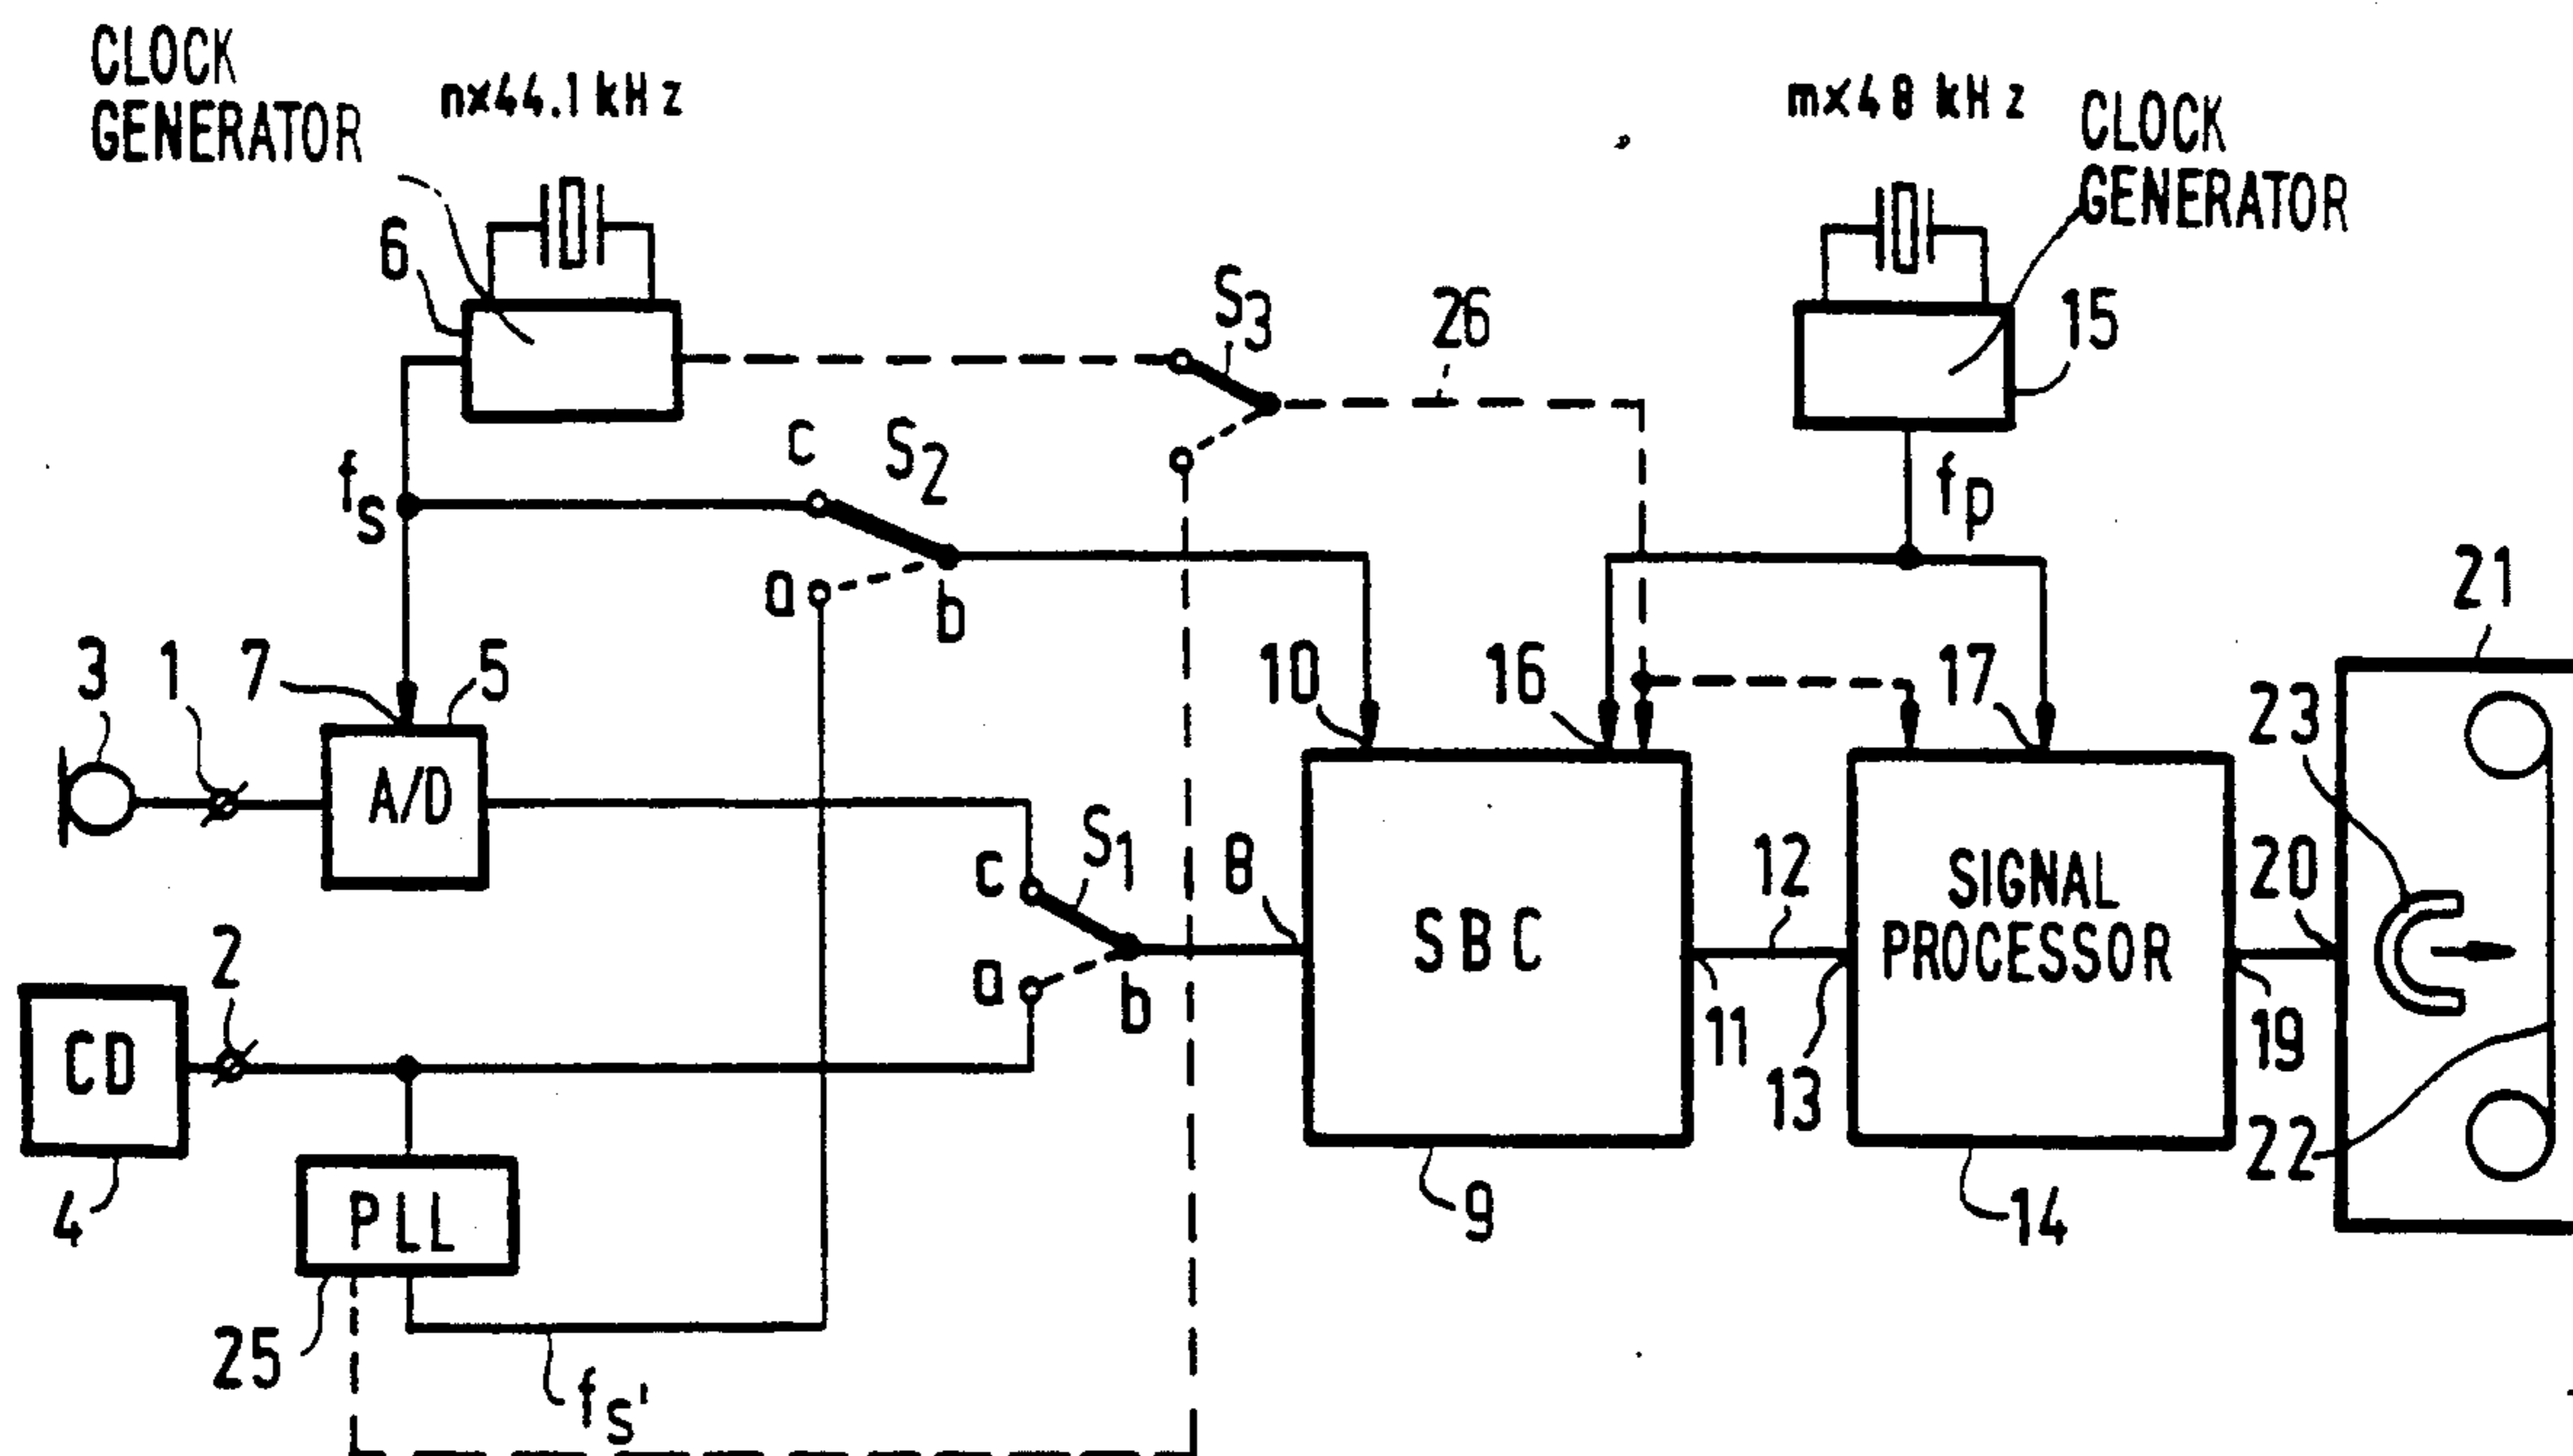 CLOCK
GENERATOR
n×44.1 kHz
m×48 kHz
CLOCK
GENERATOR
6
S3
26
15
c
S2
fs
fp
a
b
21
3
1
7
5
10
16
17
23
A/D
S1
c
8
12
SIGNAL
PROCESSOR
20
2
SBC
a
b
CD
11
13
19
4
PLL
9
14
22
25
fs'